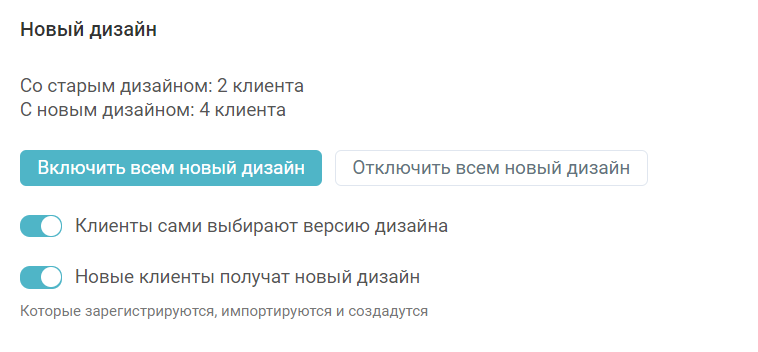 Новый дизайн
Со старым дизайном: 2 клиента
С новым дизайном: 4 клиента
Включить всем новый дизайн
Отключить всем новый дизайн
Клиенты сами выбирают версию дизайна
Новые клиенты получат новый дизайн
Которые зарегистрируются, импортируются и создадутся